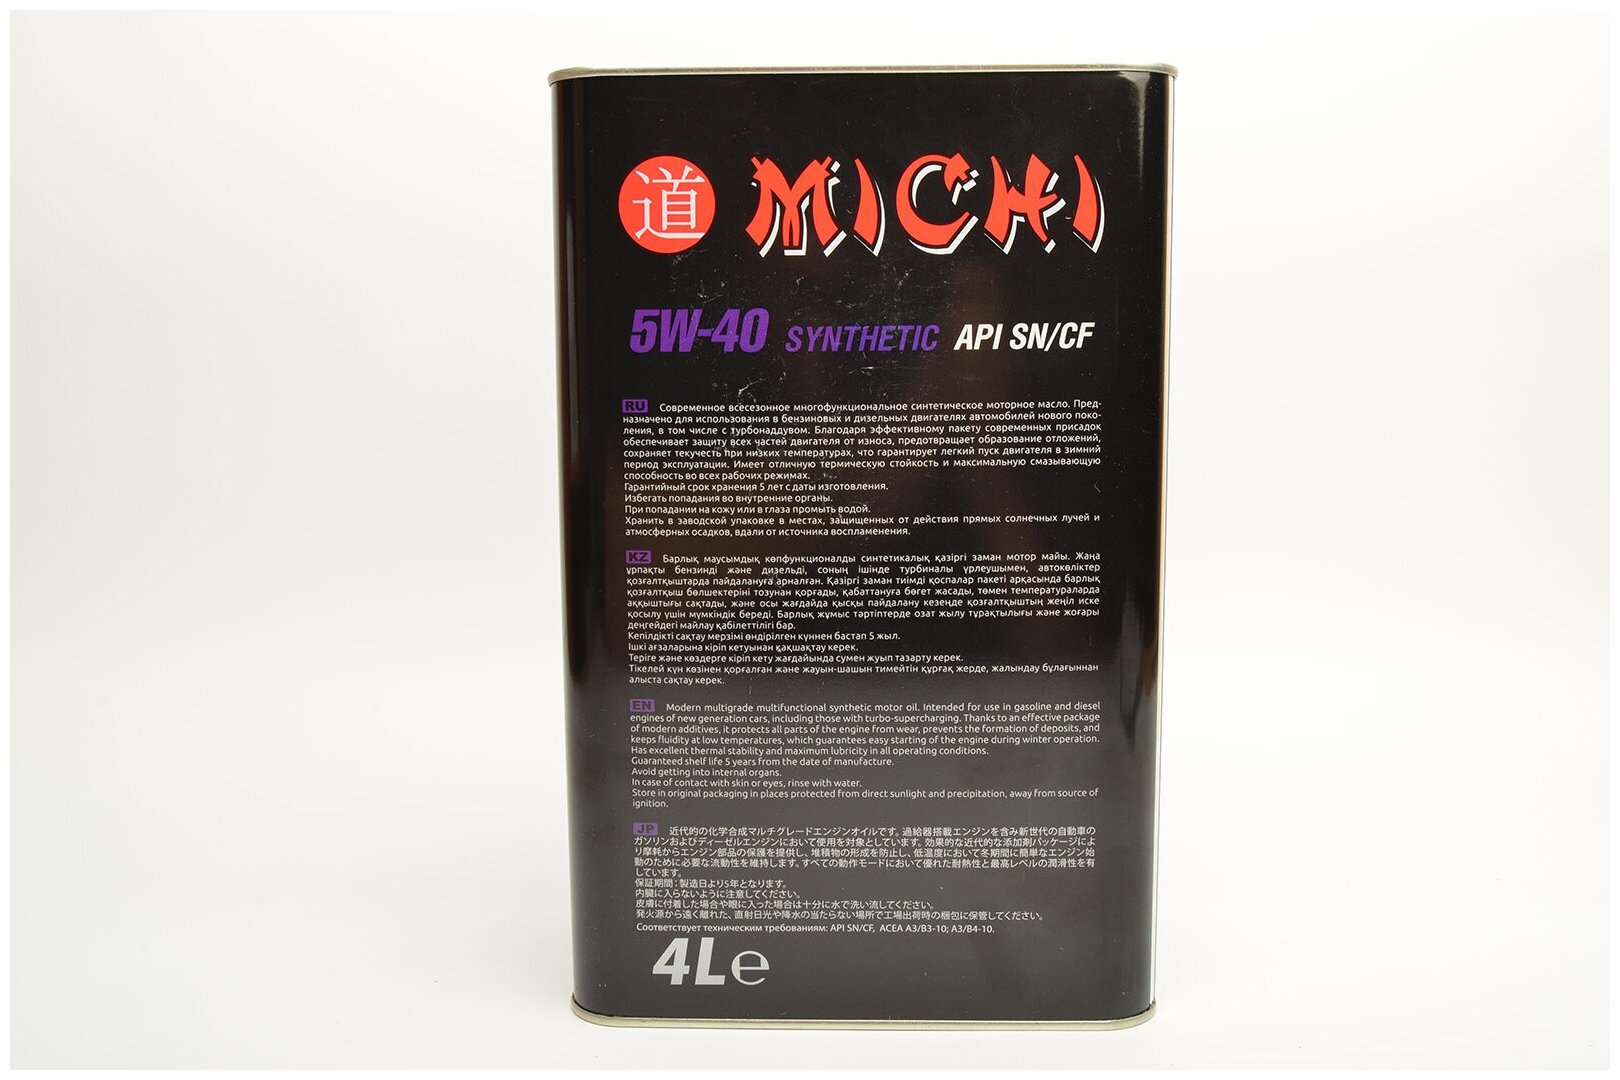 道 MICHI
5W-40 SYNTHETIC API SN/CF
RU Современное всесезонное многофункциональное синтетическое моторное масло. Пред-
назначено для использования в бензиновых и дизельных двигателях автомобилей нового поко-
ления, в том числе с турбонаддувом. Благодаря эффективному пакету современных присадок
обеспечивает защиту всех частей двигателя от износа, предотвращает образование отложений,
сохраняет текучесть при низких температурах, что гарантирует легкий пуск двигателя в зимний
период эксплуатации. Имеет отличную термическую стойкость и максимальную смазывающую
способность во всех рабочих режимах.
Гарантийный срок хранения 5 лет с даты изготовления.
Избегать попадания во внутренние органы.
При попадании на кожу или в глаза промыть водой.
Хранить в заводской упаковке в местах, защищенных от действия прямых солнечных лучей и
атмосферных осадков, вдали от источника воспламенения.
KZ Барлық маусымдық көпфункционалды синтетикалық қазіргі заман мотор майы. Жаңа
ұрпақты бензинді және дизельді, соның ішінде турбиналы үрлеушымен, автокөліктер
қозғалтқыштарда пайдалануға арналған. Қазіргі заман тиімді қоспалар пакеті арқасында барлық
қозғалтқыш бөлшектеріні тозунан қорғады, қабаттануға бөгет жасады, төмен температураларда
аққыштығы сақтады, және осы жағдайда қысқы пайдалану кезеңде қозғалтқыштың жеңіл иске
қосылу үшін мүмкіндік береді. Барлық жұмыс тәртіптерде озат жылу тұрақтылығы және жоғары
деңгейдегі майлау қабілеттілігі бар.
Кепілдікті сақтау мерзімі өндірілген күннен бастап 5 жыл.
Ішкі ағзаларына кіріп кетуынан қақшақтау керек.
Теріге және көздерге кіріп кету жағдайында сумен жуып тазарту керек.
Тікелей күн көзінен қорғалған және жауын-шашын тимейтін құрғақ жерде, жалындау бұлағыннан
алыста сақтау керек.
EN Modern multigrade multifunctional synthetic motor oil. Intended for use in gasoline and diesel
engines of new generation cars, including those with turbo-supercharging. Thanks to an effective package
of modern additives, it protects all parts of the engine from wear, prevents the formation of deposits, and
keeps fluidity at low temperatures, which guarantees easy starting of the engine during winter operation.
Has excellent thermal stability and maximum lubricity in all operating conditions.
Guaranteed shelf life 5 years from the date of manufacture.
Avoid getting into internal organs.
In case of contact with skin or eyes, rinse with water.
Store in original packaging in places protected from direct sunlight and precipitation, away from source of
ignition.
JP 近代的の化学合成マルチグレードエンジンオイルです。過給器搭載エンジンを含み新世代の自動車の
ガソリンおよびディーゼルエンジンにおいて使用を対象としています。効果的な近代的な添加剤パッケージによ
り摩耗からエンジン部品の保護を提供し、堆積物の形成を防止し、低温度において冬期間に簡単なエンジン始
動のために必要な流動性を維持します。すべての動作モードにおいて優れた耐熱性と最高レベルの潤滑性を有
しています。
保証期間：製造日より5年となります。
内臓に入らないように注意してください。
皮膚に付着した場合や眼に入った場合は十分に水で洗い流してください。
発火源から遠く離れた、直射日光や降水の当たらない場所で工場出荷時の梱包に保管してください。
Соответствует техническим требованиям: API SN/CF, ACEA A3/B3-10; A3/B4-10.
4L℮